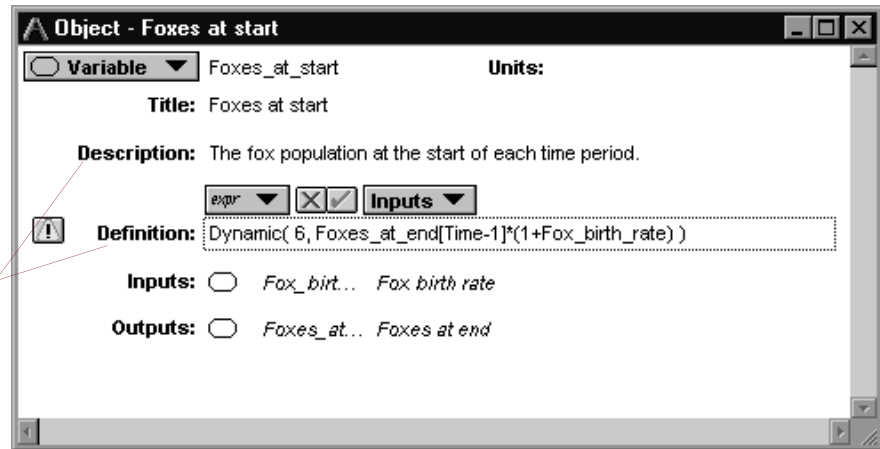 Object - Foxes at start
Variable Foxes_at_start Units:
Title: Foxes at start
Description: The fox population at the start of each time period.
expr Inputs
Definition: Dynamic( 6, Foxes_at_end[Time-1]*(1+Fox_birth_rate) )
Inputs: Fox_birt... Fox birth rate
Outputs: Foxes_at... Foxes at end